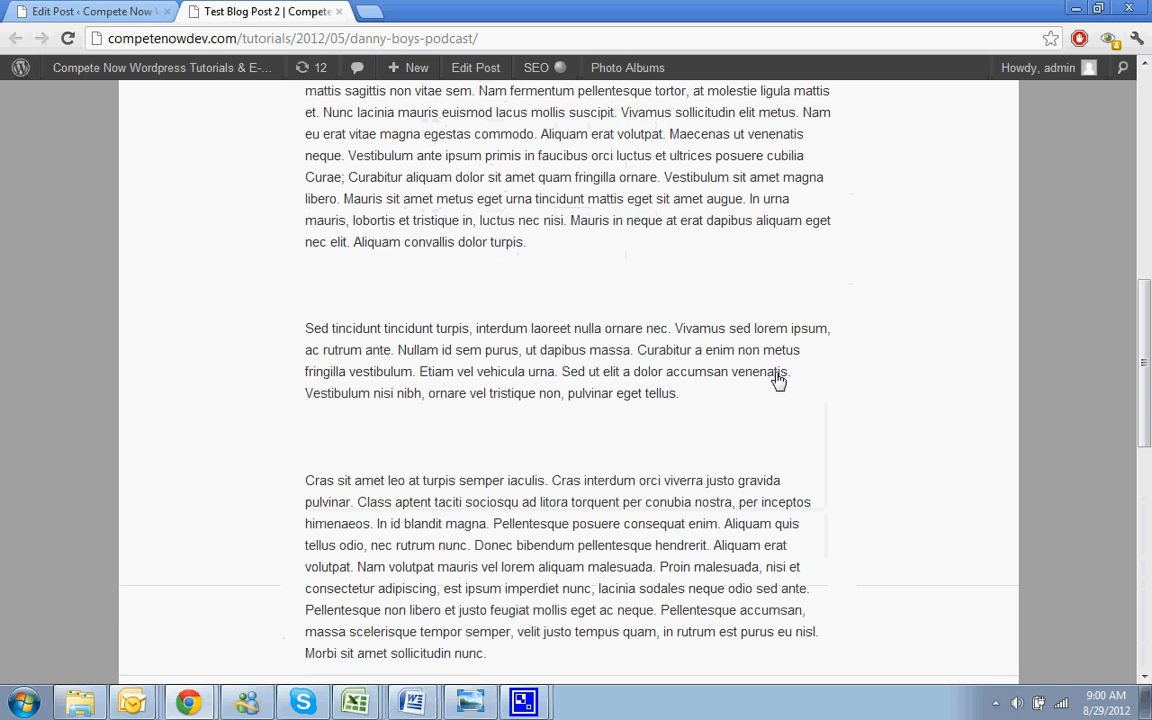 Edit Post ‹ Compete Now
Test Blog Post 2 | Compete
competenowdev.com/tutorials/2012/05/danny-boys-podcast/
4
Compete Now Wordpress Tutorials & E-... 12 New Edit Post SEO Photo Albums Howdy, admin
mattis sagittis non vitae sem. Nam fermentum pellentesque tortor, at molestie ligula mattis
et. Nunc lacinia mauris euismod lacus mollis suscipit. Vivamus sollicitudin elit metus. Nam
eu erat vitae magna egestas commodo. Aliquam erat volutpat. Maecenas ut venenatis
neque. Vestibulum ante ipsum primis in faucibus orci luctus et ultrices posuere cubilia
Curae; Curabitur aliquam dolor sit amet quam fringilla ornare. Vestibulum sit amet magna
libero. Mauris sit amet metus eget urna tincidunt mattis eget sit amet augue. In urna
mauris, lobortis et tristique in, luctus nec nisi. Mauris in neque at erat dapibus aliquam eget
nec elit. Aliquam convallis dolor turpis.
Sed tincidunt tincidunt turpis, interdum laoreet nulla ornare nec. Vivamus sed lorem ipsum,
ac rutrum ante. Nullam id sem purus, ut dapibus massa. Curabitur a enim non metus
fringilla vestibulum. Etiam vel vehicula urna. Sed ut elit a dolor accumsan venenatis.
Vestibulum nisi nibh, ornare vel tristique non, pulvinar eget tellus.
Cras sit amet leo at turpis semper iaculis. Cras interdum orci viverra justo gravida
pulvinar. Class aptent taciti sociosqu ad litora torquent per conubia nostra, per inceptos
himenaeos. In id blandit magna. Pellentesque posuere consequat enim. Aliquam quis
tellus odio, nec rutrum nunc. Donec bibendum pellentesque hendrerit. Aliquam erat
volutpat. Nam volutpat mauris vel lorem aliquam malesuada. Proin malesuada, nisi et
consectetur adipiscing, est ipsum imperdiet nunc, lacinia sodales neque odio sed ante.
Pellentesque non libero et justo feugiat mollis eget ac neque. Pellentesque accumsan,
massa scelerisque tempor semper, velit justo tempus quam, in rutrum est purus eu nisl.
Morbi sit amet sollicitudin nunc.
9:00 AM
8/29/2012